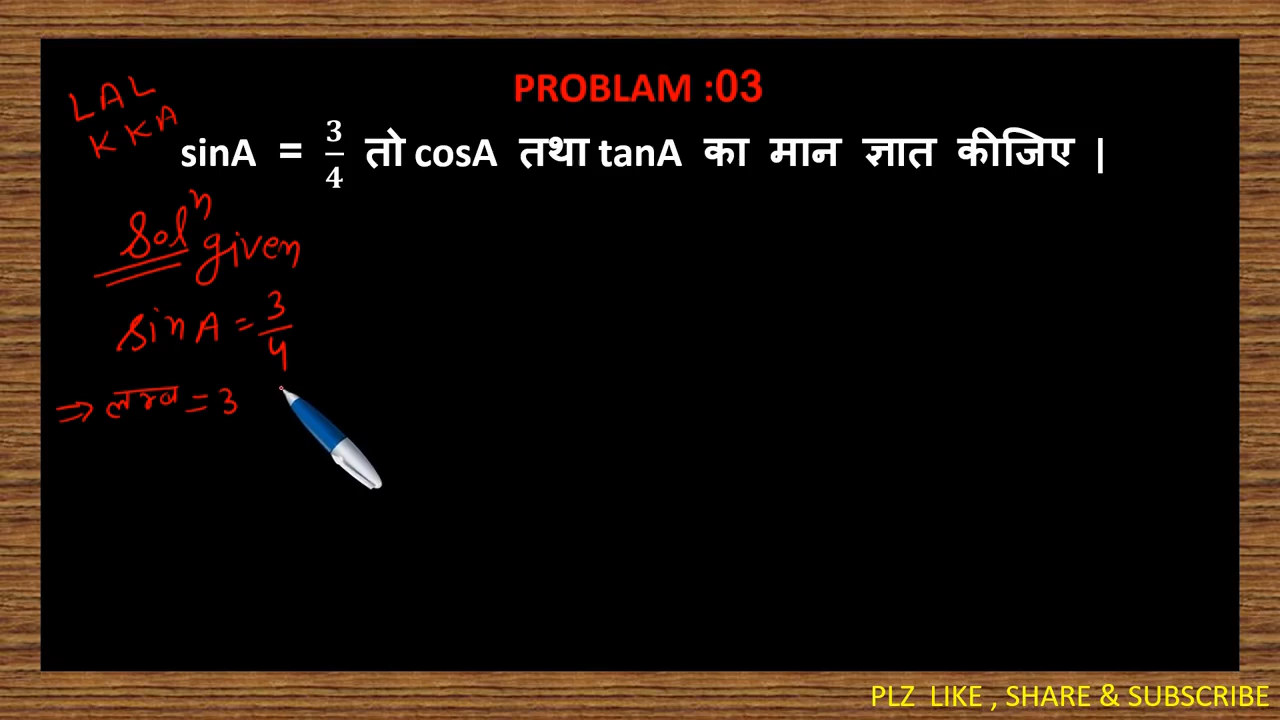 PROBLAM :03
LAL
KKA
sinA = 3/4 तो cosA तथा tanA का मान ज्ञात कीजिए |
Solⁿ given
sinA = 3/4
⇒ लम्ब = 3
PLZ LIKE , SHARE & SUBSCRIBE